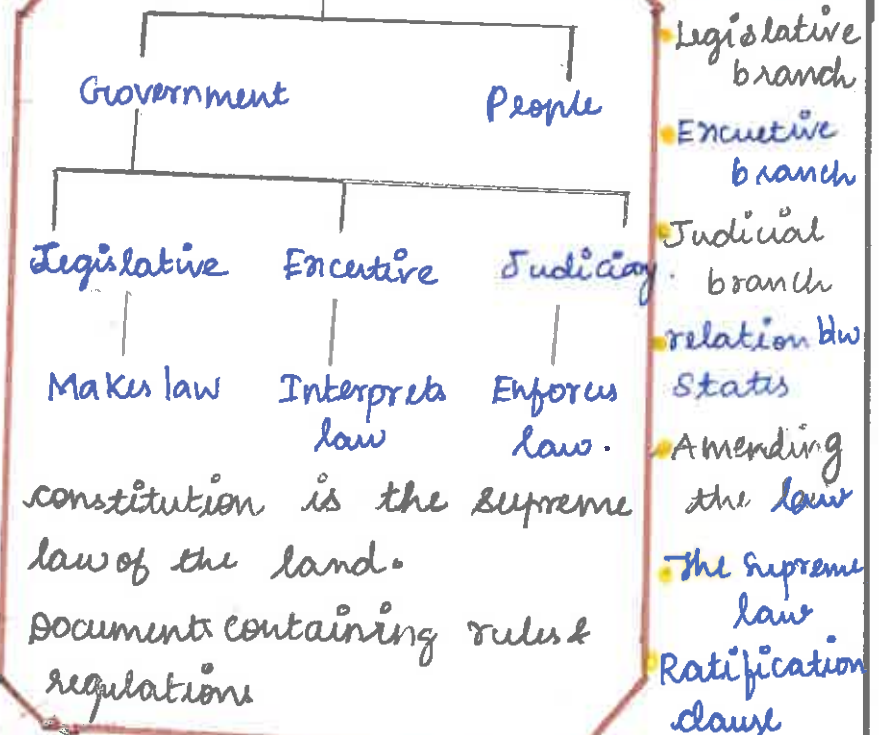 Government People
Legislative Executive Judiciary.
Makes law Interprets Enforces
law law.
constitution is the supreme
law of the land.
Document containing rules &
regulations
Legislative
branch
Executive
branch
Judicial
branch
relation b/w
States
Amending
the law
The Supreme
law
Ratification
clause